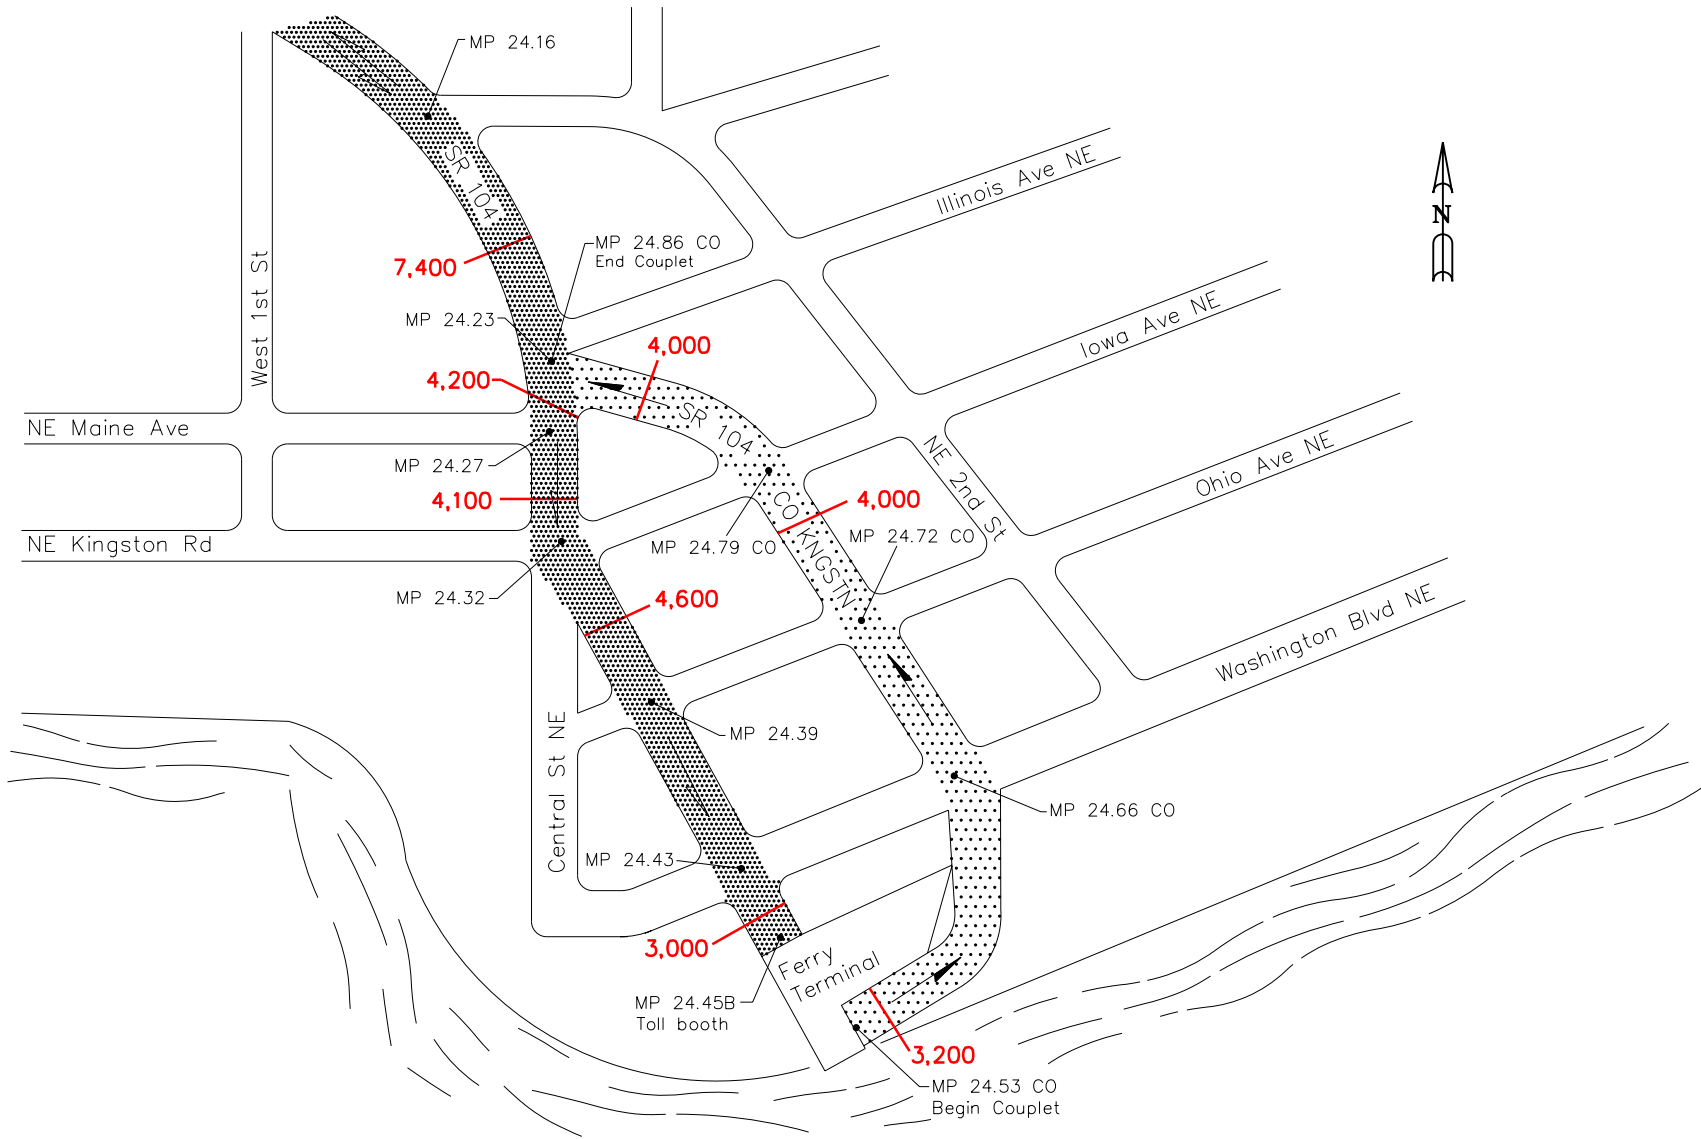 MP 24.16
SR 104
Illinois Ave NE
N
7,400
MP 24.86 CO
End Couplet
West 1st St
MP 24.23
4,000
Iowa Ave NE
4,200
SR 104
NE Maine Ave
MP 24.27
NE 2nd St
Ohio Ave NE
4,100
4,000
CO KNGSTN
MP 24.79 CO
MP 24.72 CO
NE Kingston Rd
MP 24.32
4,600
Washington Blvd NE
MP 24.39
Central St NE
MP 24.66 CO
MP 24.43
3,000
Ferry
Terminal
MP 24.45B
Toll booth
3,200
MP 24.53 CO
Begin Couplet